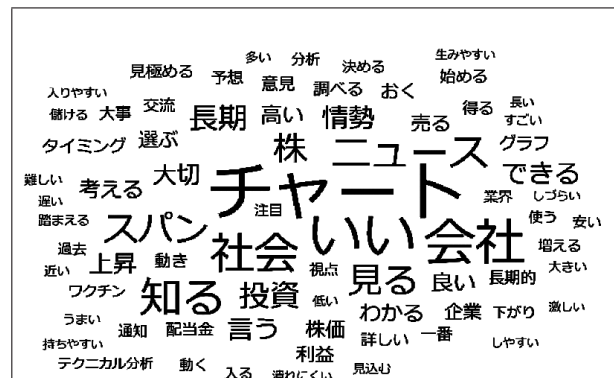 多い 分析 決める 生みやすい
見極める 予想 意見 調べる おく 始める
入りやすい 儲ける 大事 交流 長期 高い 情勢 売る 得る 長い すごい
タイミング 選ぶ 株 ニュース グラフ
難しい 考える 大切 チャート できる
遅い 注目 業界 しづらい
踏まえる スパン 社会 いい 会社 使う 安い
過去 増える
近い 上昇 動き 視点 見る 良い 長期的 大きい
ワクチン 知る 投資 低い わかる 企業 下がり 激しい
うまい 通知 配当金 言う 株価 詳しい 一番
持ちやすい 利益 しやすい
テクニカル分析 動く 入る 潰れにくい 見込む